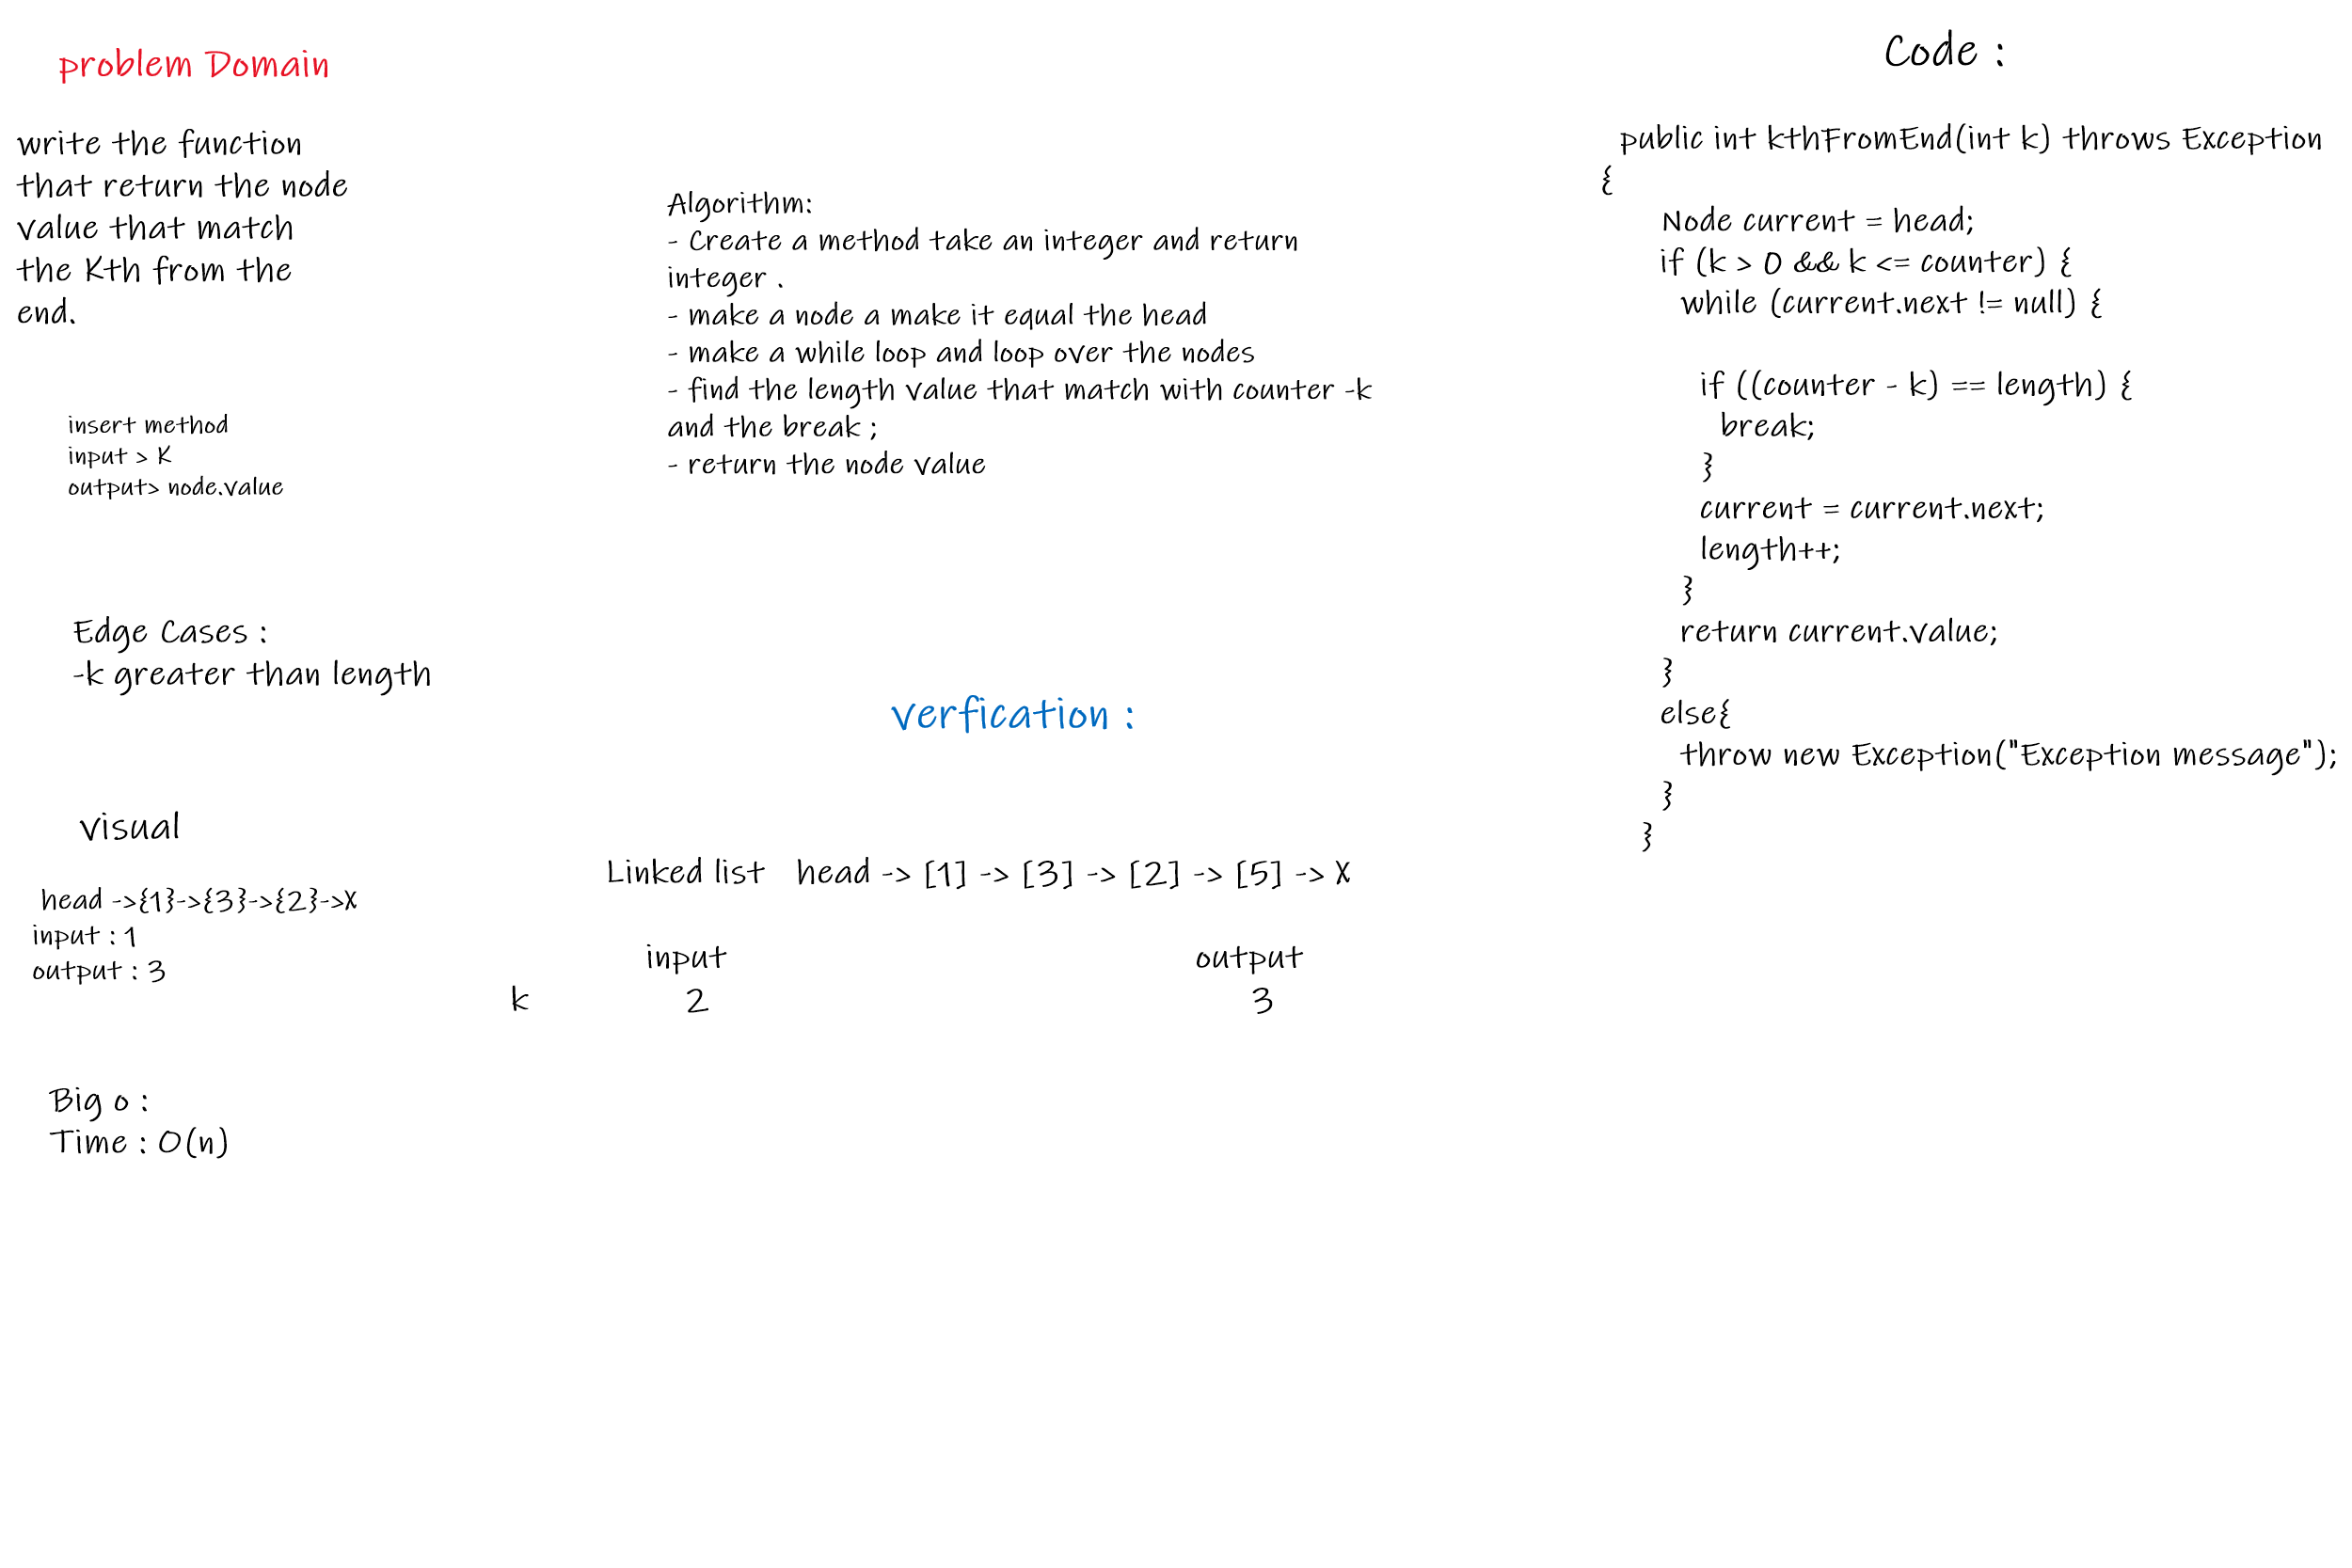 problem Domain
write the function
that return the node
value that match
the Kth from the
end.
insert method
input > K
output> node.value
Edge Cases :
-k greater than length
visual
head ->{1}->{3}->{2}->X
input : 1
output : 3
Big o :
Time : O(n)
Algorithm:
- Create a method take an integer and return
integer .
- make a node a make it equal the head
- make a while loop and loop over the nodes
- find the length value that match with counter -k
and the break ;
- return the node value
verfication :
Linked list head -> [1] -> [3] -> [2] -> [5] -> X
input output
k 2 3
Code :
public int kthFromEnd(int k) throws Exception
{
Node current = head;
if (k > 0 && k <= counter) {
while (current.next != null) {
if ((counter - k) == length) {
break;
}
current = current.next;
length++;
}
return current.value;
}
else{
throw new Exception("Exception message");
}
}